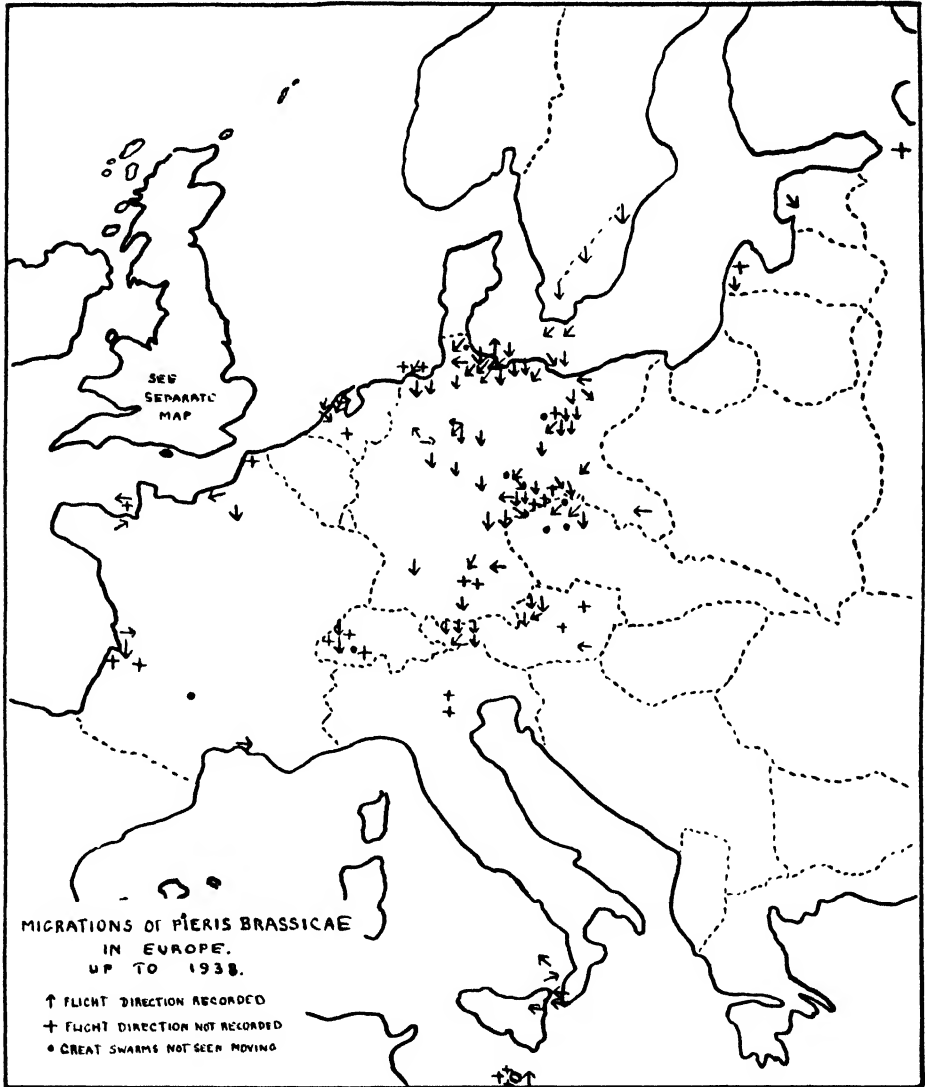 SEE
SEPARATE
MAP
MIGRATIONS OF PIERIS BRASSICAE
IN EUROPE.
UP TO 1938.
↑ FLIGHT DIRECTION RECORDED
+ FLIGHT DIRECTION NOT RECORDED
• GREAT SWARMS NOT SEEN MOVING